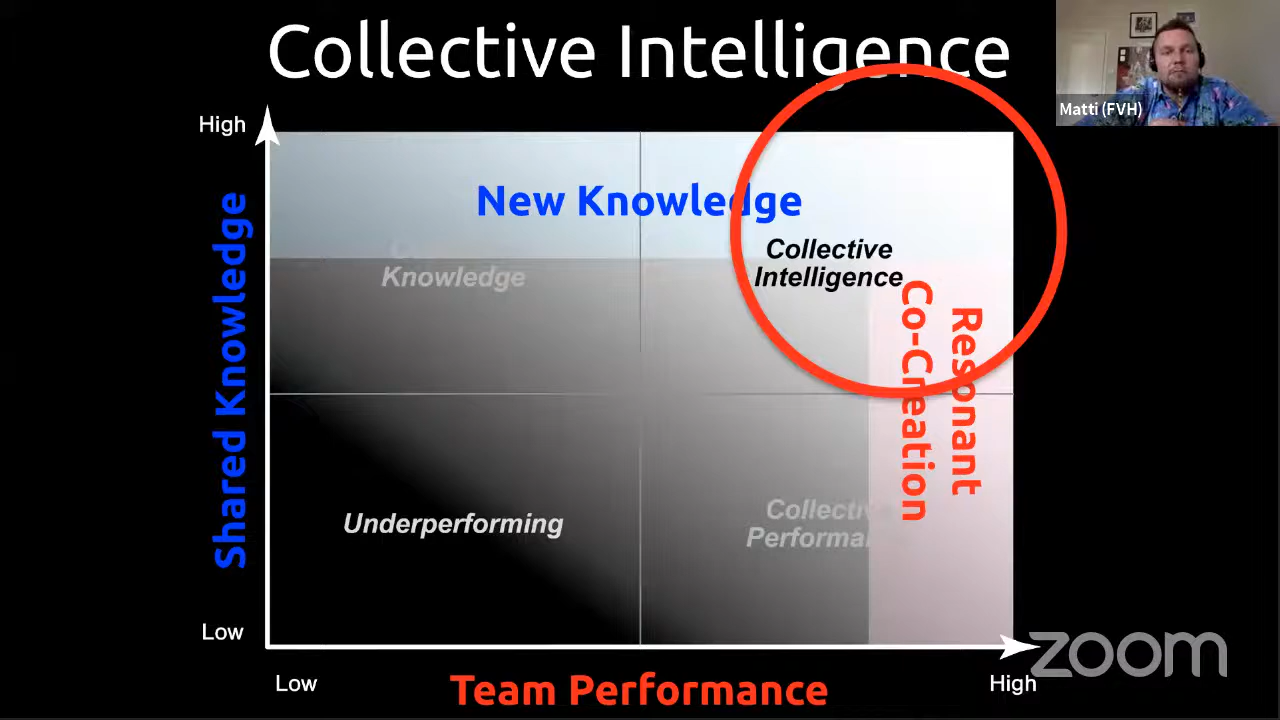 Collective Intelligence
Matti (FVH)
High
New Knowledge
Collective
Intelligence
Knowledge
Shared Knowledge
Resonant
Co-Creation
Underperforming
Low
Low
Team Performance
High
zoom